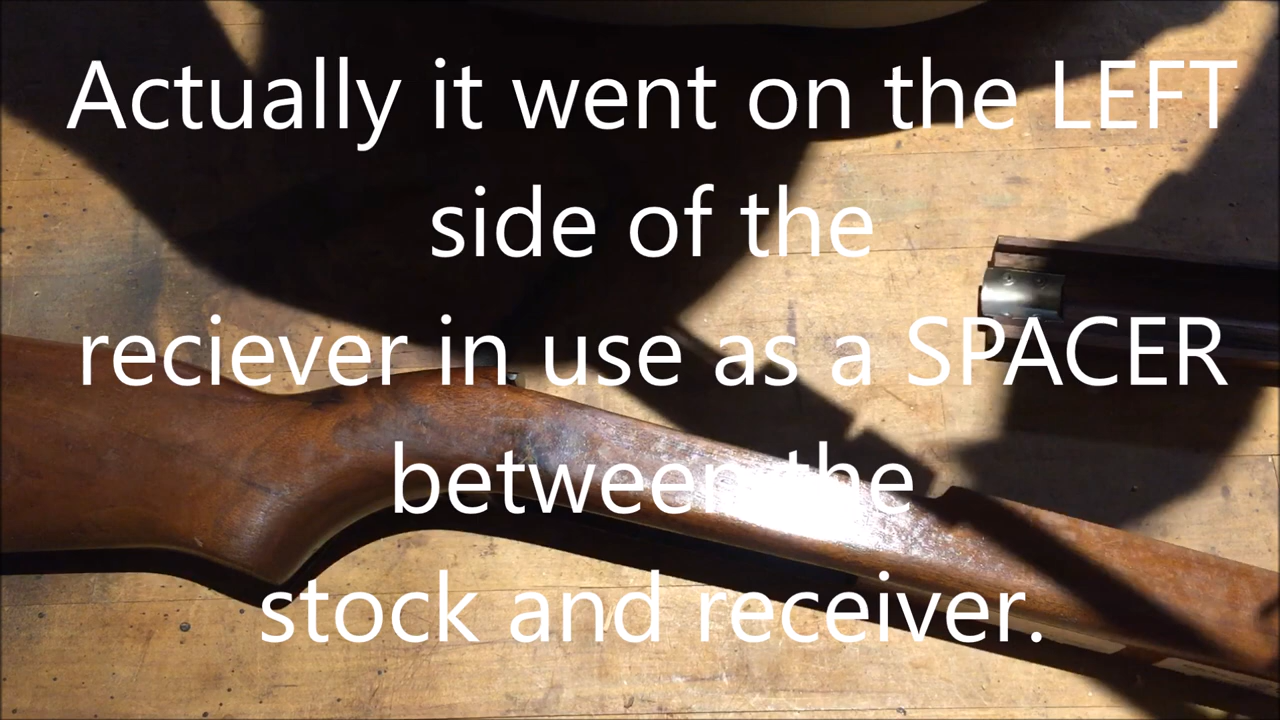 Actually it went on the LEFT
side of the
reciever in use as a SPACER
between the
stock and receiver.